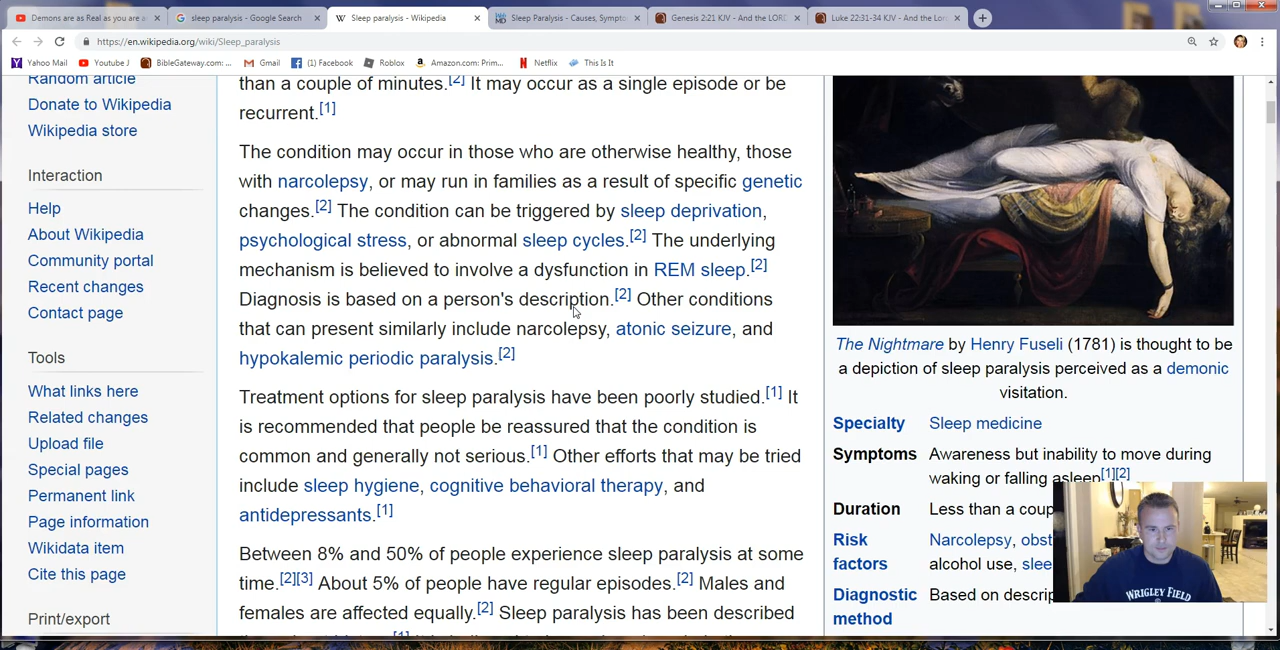 Demons are as Real as you are a
sleep paralysis - Google Search
Sleep paralysis - Wikipedia
Sleep Paralysis - Causes, Sympto
Genesis 2:21 KJV - And the LORD
Luke 22:31-34 KJV - And the Lor
https://en.wikipedia.org/wiki/Sleep_paralysis
Yahoo Mail
Youtube J
BibleGateway.com: ...
Gmail
(1) Facebook
Roblox
Amazon.com: Prim...
Netflix
This Is It
Random article
Donate to Wikipedia
Wikipedia store
Interaction
Help
About Wikipedia
Community portal
Recent changes
Contact page
Tools
What links here
Related changes
Upload file
Special pages
Permanent link
Page information
Wikidata item
Cite this page
Print/export
than a couple of minutes.[2] It may occur as a single episode or be
recurrent.[1]
The condition may occur in those who are otherwise healthy, those
with narcolepsy, or may run in families as a result of specific genetic
changes.[2] The condition can be triggered by sleep deprivation,
psychological stress, or abnormal sleep cycles.[2] The underlying
mechanism is believed to involve a dysfunction in REM sleep.[2]
Diagnosis is based on a person's description.[2] Other conditions
that can present similarly include narcolepsy, atonic seizure, and
hypokalemic periodic paralysis.[2]
Treatment options for sleep paralysis have been poorly studied.[1] It
is recommended that people be reassured that the condition is
common and generally not serious.[1] Other efforts that may be tried
include sleep hygiene, cognitive behavioral therapy, and
antidepressants.[1]
Between 8% and 50% of people experience sleep paralysis at some
time.[2][3] About 5% of people have regular episodes.[2] Males and
females are affected equally.[2] Sleep paralysis has been described
The Nightmare by Henry Fuseli (1781) is thought to be
a depiction of sleep paralysis perceived as a demonic
visitation.
Specialty Sleep medicine
Symptoms Awareness but inability to move during
waking or falling asleep[1][2]
Duration Less than a coup
Risk Narcolepsy, obst
factors alcohol use, slee
Diagnostic Based on descrip
method
WRIGLEY FIELD